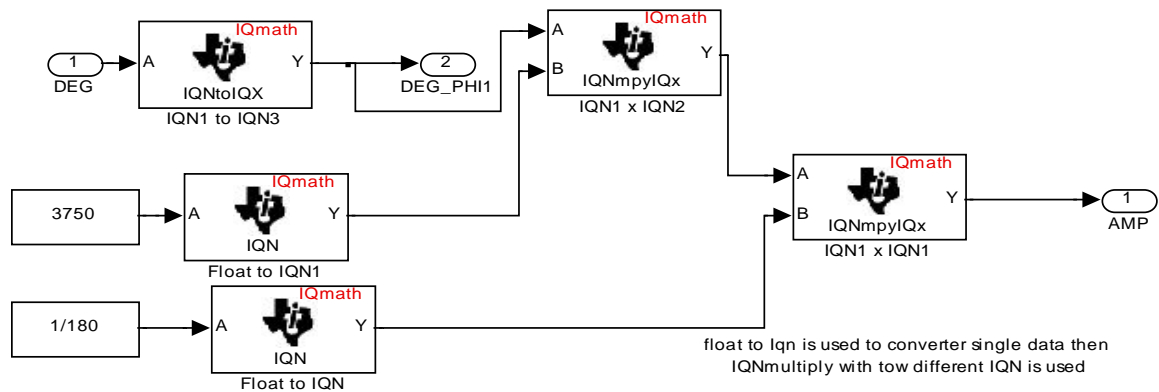 IQmath
1
DEG
A
Y
IQNtoIQX
IQN1 to IQN3
2
DEG_PHI1
IQmath
A
B
Y
IQNmpyIQx
IQN1 x IQN2
3750
IQmath
A
Y
IQN
Float to IQN1
IQmath
A
B
Y
IQNmpyIQx
IQN1 x IQN1
1
AMP
1/180
IQmath
A
Y
IQN
Float to IQN
float to Iqn is used to converter single data then
IQNmultiply with tow different IQN is used